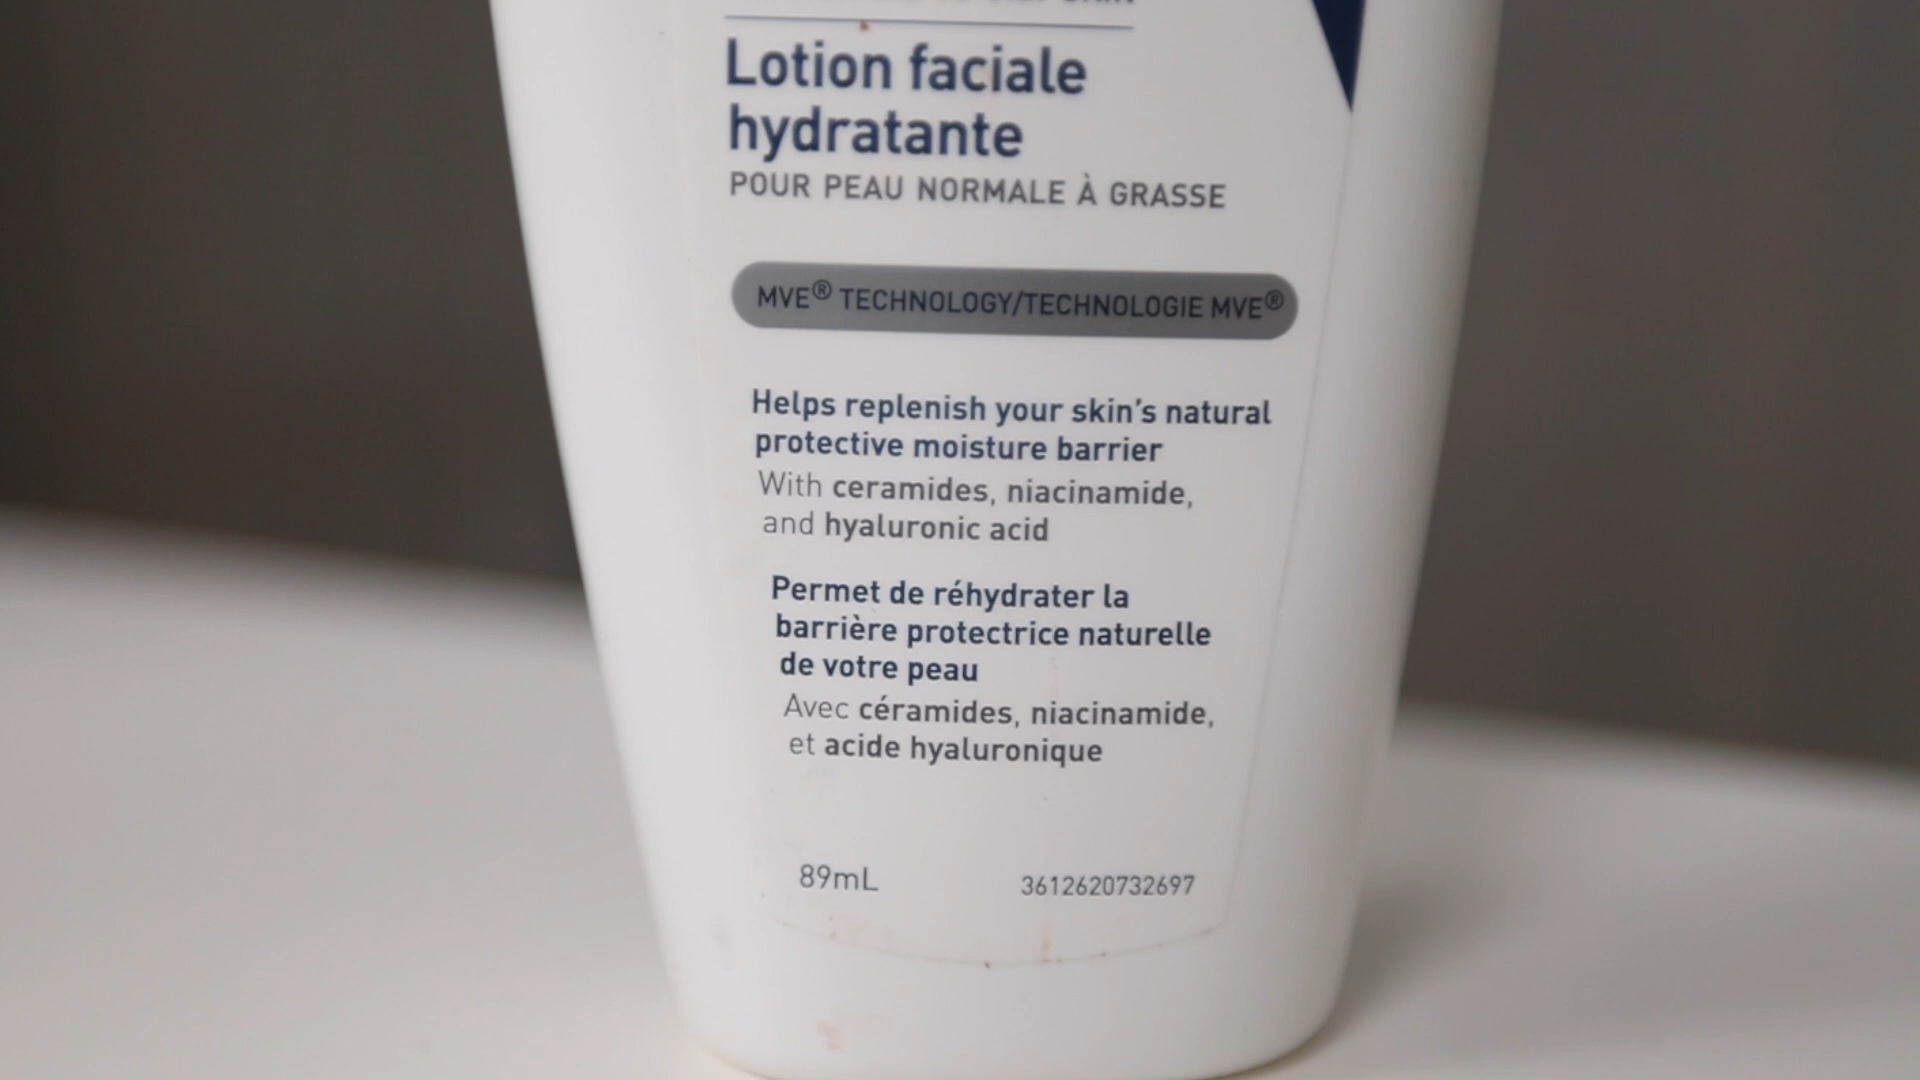 Lotion faciale
hydratante
POUR PEAU NORMALE À GRASSE
MVE® TECHNOLOGY/TECHNOLOGIE MVE®
Helps replenish your skin's natural
protective moisture barrier
With ceramides, niacinamide,
and hyaluronic acid
Permet de réhydrater la
barrière protectrice naturelle
de votre peau
Avec céramides, niacinamide,
et acide hyaluronique
89mL 3612620732697